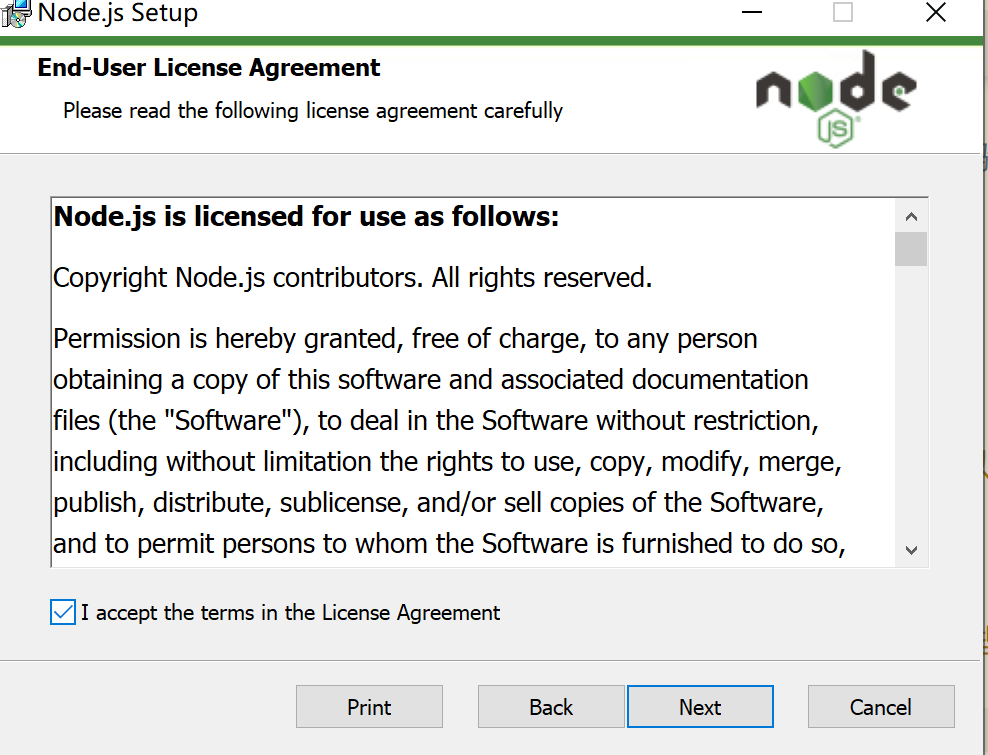 Node.js Setup
End-User License Agreement
Please read the following license agreement carefully
node
JS
Node.js is licensed for use as follows:
Copyright Node.js contributors. All rights reserved.
Permission is hereby granted, free of charge, to any person
obtaining a copy of this software and associated documentation
files (the "Software"), to deal in the Software without restriction,
including without limitation the rights to use, copy, modify, merge,
publish, distribute, sublicense, and/or sell copies of the Software,
and to permit persons to whom the Software is furnished to do so,
I accept the terms in the License Agreement
Print Back Next Cancel